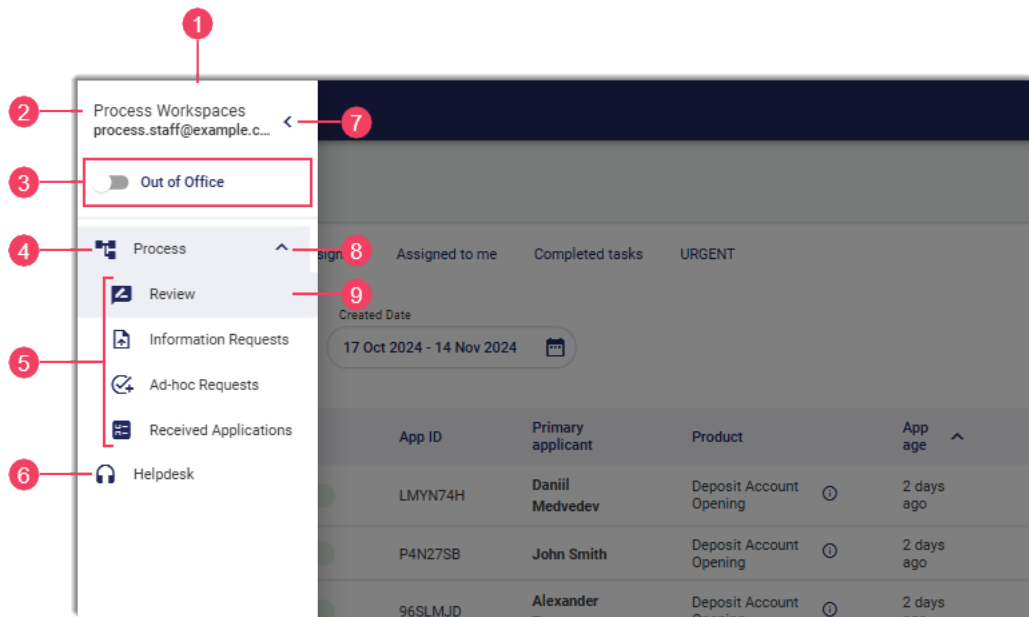 1
2
Process Workspaces
process.staff@example.c...
7
3
Out of Office
4
Process
8
Assigned to me
Completed tasks
URGENT
Review
9
Created Date
5
Information Requests
17 Oct 2024 - 14 Nov 2024
Ad-hoc Requests
Received Applications
App ID
Primary
applicant
Product
App
age
6
Helpdesk
LMYN74H
Daniil
Medvedev
Deposit Account
Opening
2 days
ago
P4N27SB
John Smith
Deposit Account
Opening
2 days
ago
96SLMJD
Alexander
Deposit Account
2 days